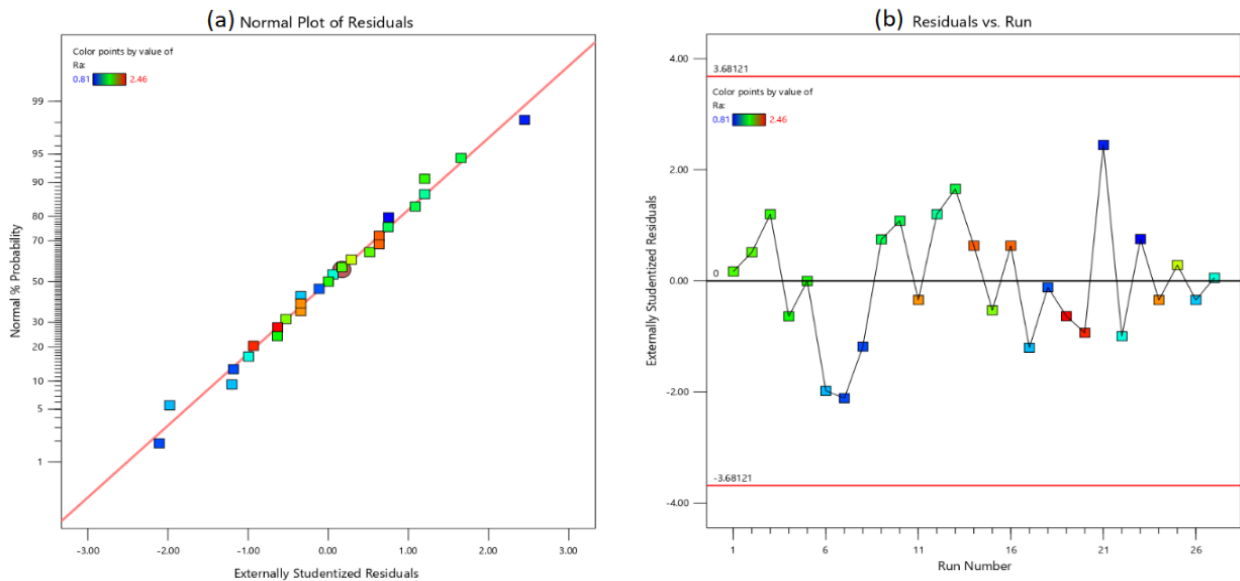 (a) Normal Plot of Residuals
Color points by value of
Ra:
0.81 2.46
Normal % Probability
99
95
90
80
70
50
30
20
10
5
1
-3.00 -2.00 -1.00 0.00 1.00 2.00 3.00
Externally Studentized Residuals
(b) Residuals vs. Run
Externally Studentized Residuals
4.00
3.68121
Color points by value of
Ra:
0.81 2.46
2.00
0.00
0
-2.00
-3.68121
-4.00
1 6 11 16 21 26
Run Number